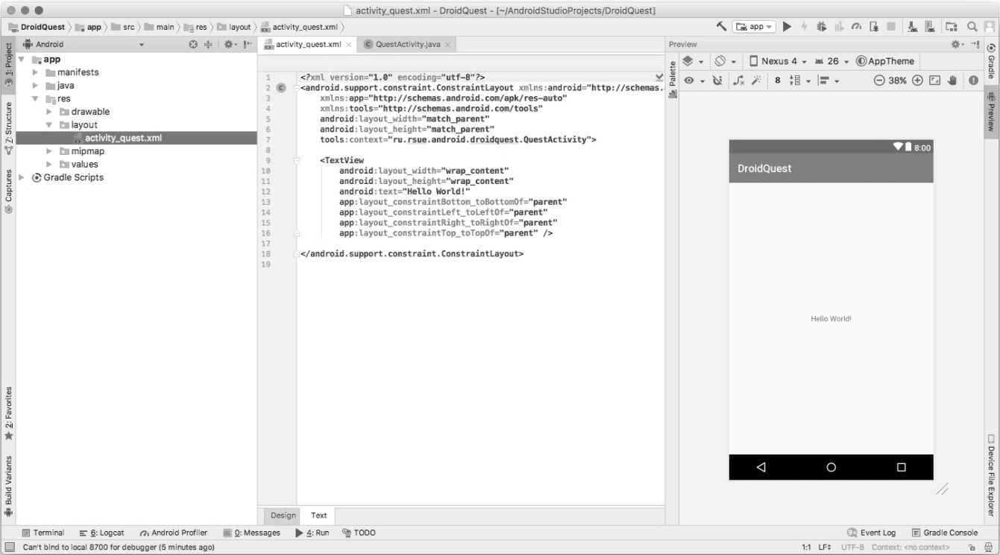 activity_quest.xml - DroidQuest - [~/AndroidStudioProjects/DroidQuest]
DroidQuest app src main res layout activity_quest.xml
app
Android
activity_quest.xml QuestActivity.java
Preview
1: Project
Z: Structure
Captures
2: Favorites
Build Variants
app
manifests
java
res
drawable
layout
activity_quest.xml
mipmap
values
Gradle Scripts
1 <?xml version="1.0" encoding="utf-8"?>
2 <android.support.constraint.ConstraintLayout xmlns:android="http://schemas.
3 xmlns:app="http://schemas.android.com/apk/res-auto"
4 xmlns:tools="http://schemas.android.com/tools"
5 android:layout_width="match_parent"
6 android:layout_height="match_parent"
7 tools:context="ru.rsue.android.droidquest.QuestActivity">
8
9 <TextView
10 android:layout_width="wrap_content"
11 android:layout_height="wrap_content"
12 android:text="Hello World!"
13 app:layout_constraintBottom_toBottomOf="parent"
14 app:layout_constraintLeft_toLeftOf="parent"
15 app:layout_constraintRight_toRightOf="parent"
16 app:layout_constraintTop_toTopOf="parent" />
17
18 </android.support.constraint.ConstraintLayout>
19
Design Text
Palette
Nexus 4 26 AppTheme
8 38%
8:00
DroidQuest
Hello World!
Gradle
Preview
Device File Explorer
Terminal 6: Logcat Android Profiler 0: Messages 4: Run TODO Event Log Gradle Console
Can't bind to local 8700 for debugger (5 minutes ago) 1:1 LF UTF-8 Context: <no context>